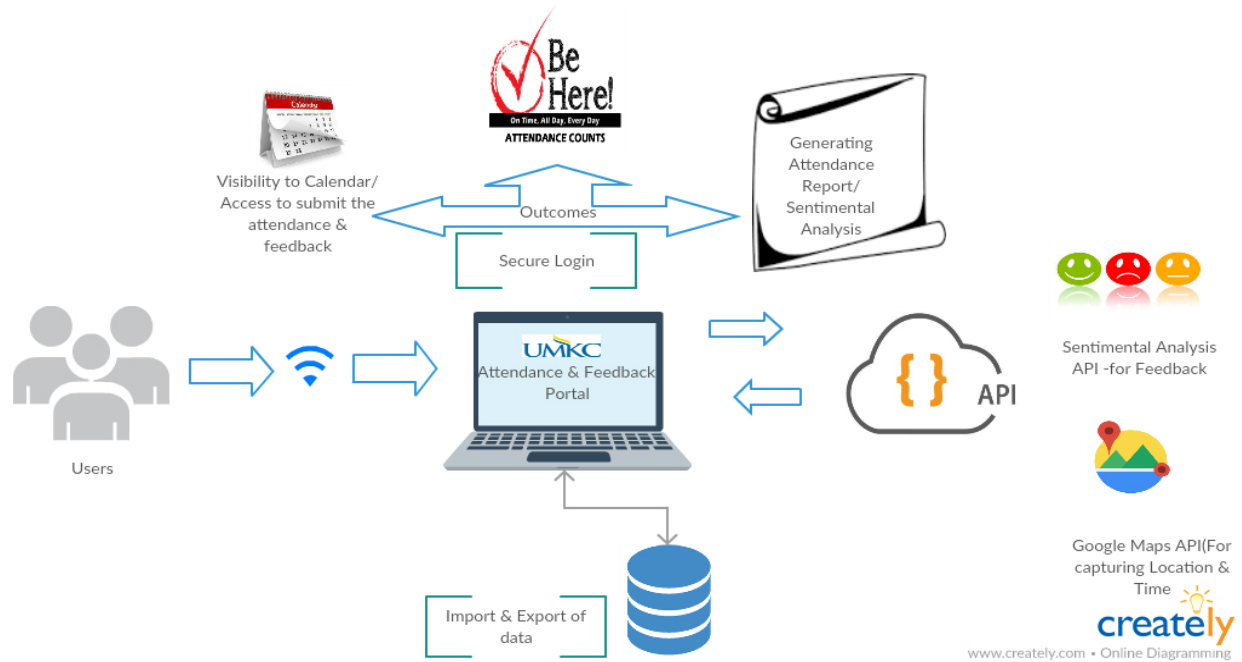 Be
Here!
On Time, All Day, Every Day
ATTENDANCE COUNTS
Calendar
Visibility to Calendar/
Access to submit the
attendance &
feedback
Outcomes
Generating
Attendance
Report/
Sentimental
Analysis
Secure Login
UMKC
Attendance & Feedback
Portal
{ }
API
Users
Sentimental Analysis
API -for Feedback
Google Maps API(For
capturing Location &
Time
Import & Export of
data
creately
www.creately.com • Online Diagramming